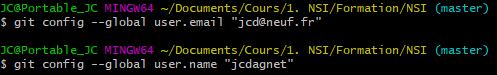 JC@Portable_JC MINGW64 ~/Documents/Cours/1. NSI/Formation/NSI (master)
$ git config --global user.email "jcd@neuf.fr"
JC@Portable_JC MINGW64 ~/Documents/Cours/1. NSI/Formation/NSI (master)
$ git config --global user.name "jcdagnet"